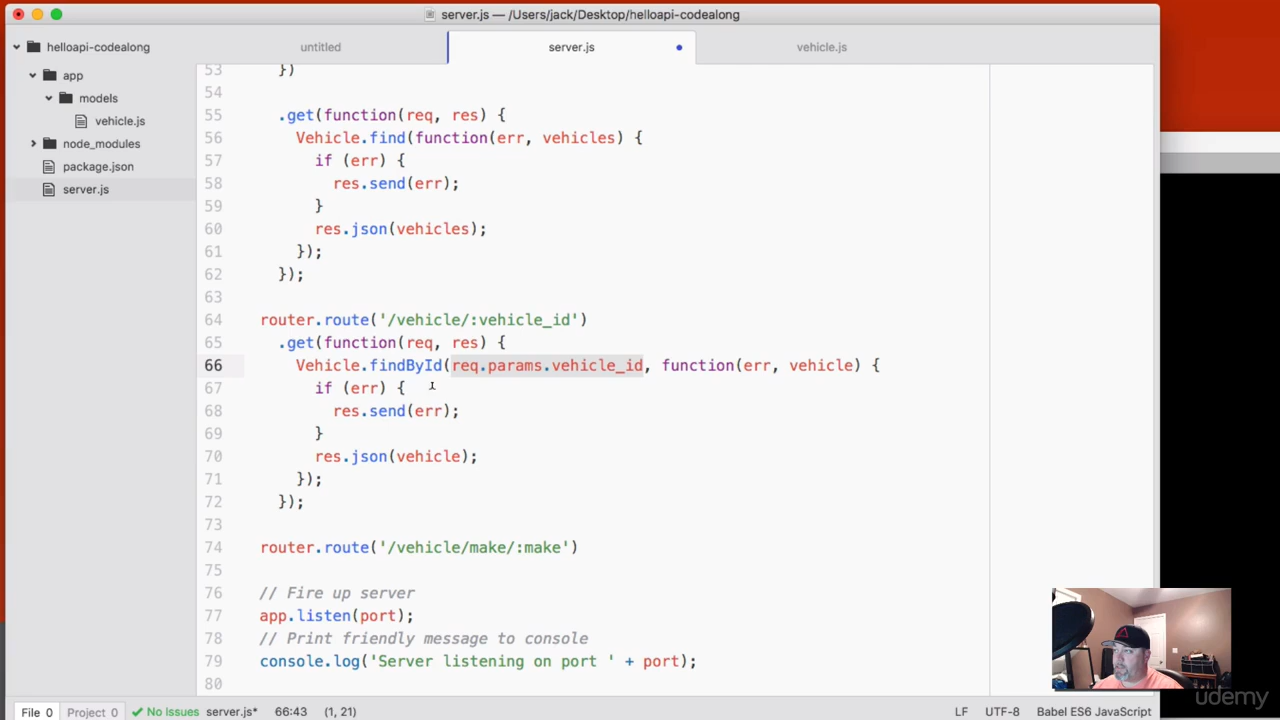 server.js — /Users/jack/Desktop/helloapi-codealong
helloapi-codealong
app
models
vehicle.js
node_modules
package.json
server.js
untitled
server.js
vehicle.js
53 })
54
55 .get(function(req, res) {
56 Vehicle.find(function(err, vehicles) {
57 if (err) {
58 res.send(err);
59 }
60 res.json(vehicles);
61 });
62 });
63
64 router.route('/vehicle/:vehicle_id')
65 .get(function(req, res) {
66 Vehicle.findById(req.params.vehicle_id, function(err, vehicle) {
67 if (err) {
68 res.send(err);
69 }
70 res.json(vehicle);
71 });
72 });
73
74 router.route('/vehicle/make/:make')
75
76 // Fire up server
77 app.listen(port);
78 // Print friendly message to console
79 console.log('Server listening on port ' + port);
80
File 0 Project 0 No Issues server.js* 66:43 (1, 21) LF UTF-8 Babel ES6 JavaScript
udemy